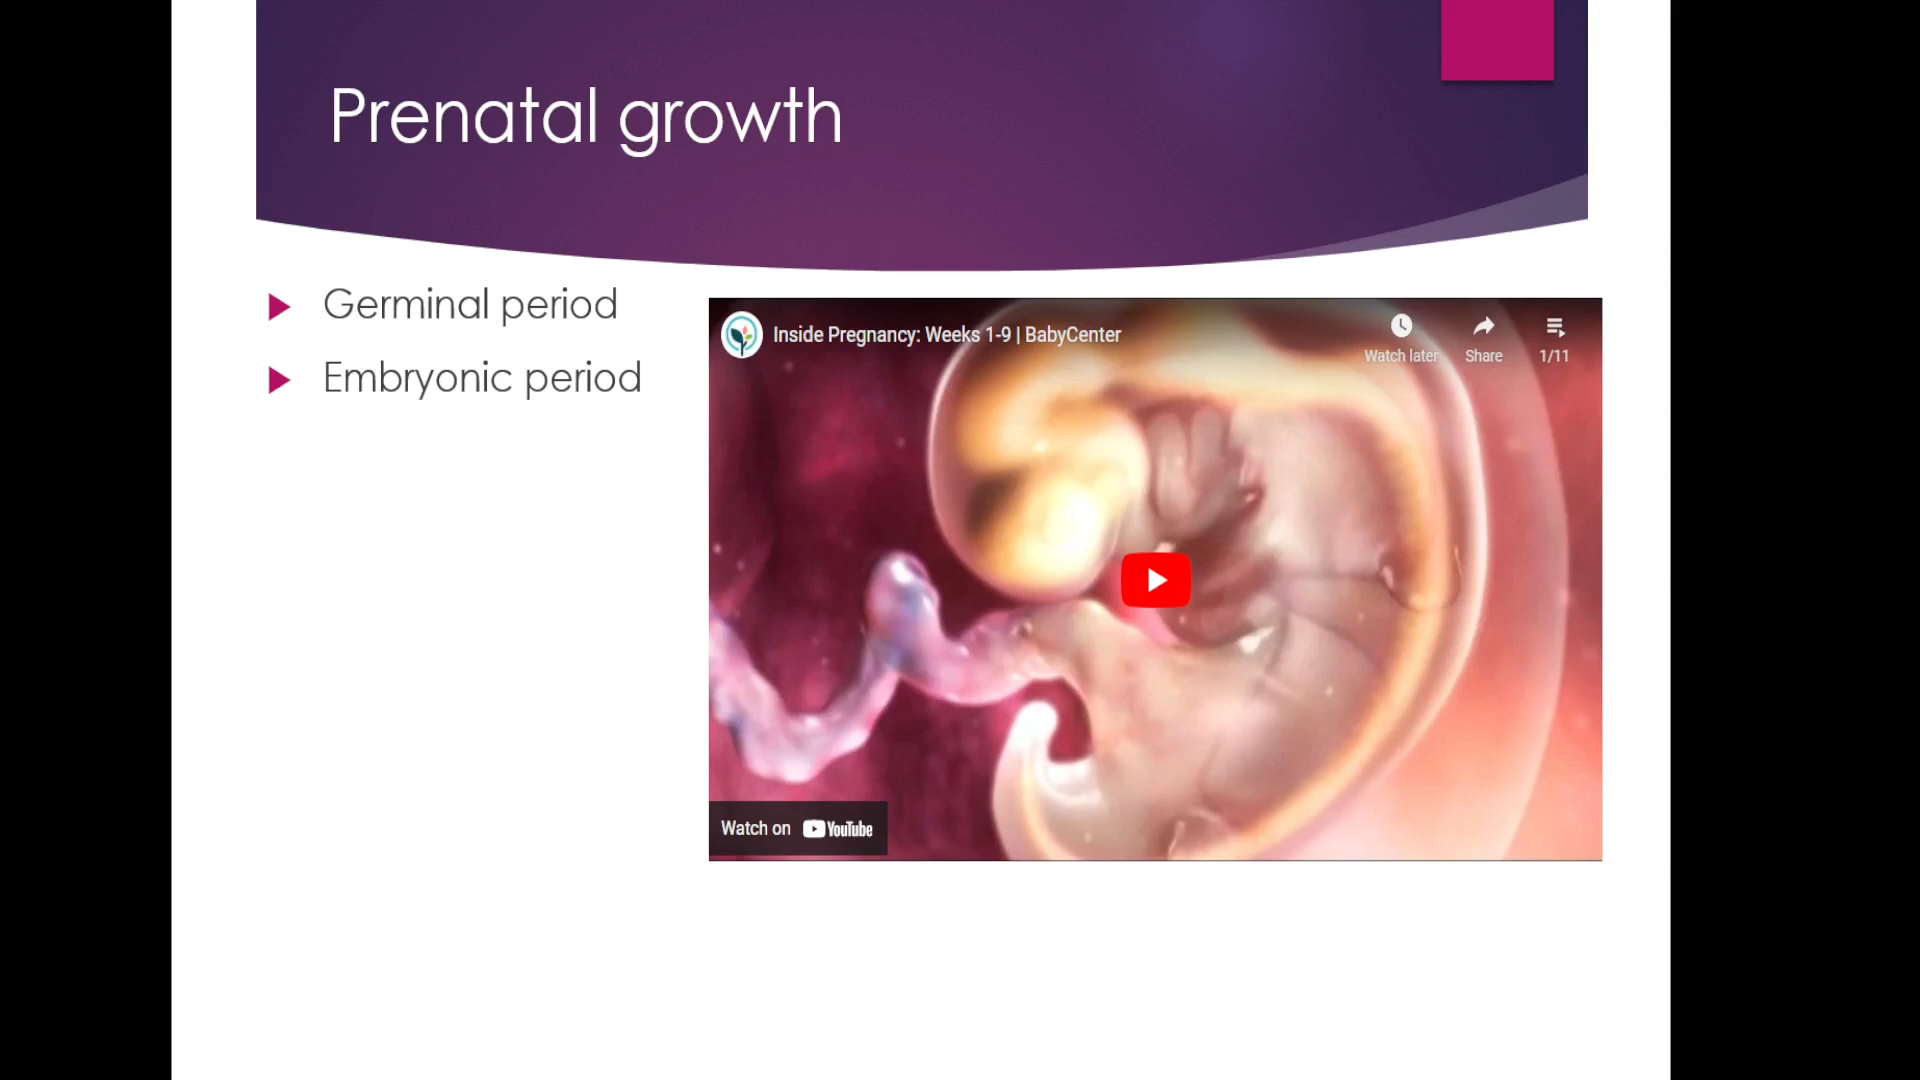 Prenatal growth
Germinal period
Embryonic period
Inside Pregnancy: Weeks 1-9 | BabyCenter
Watch later
Share
1/11
Watch on YouTube